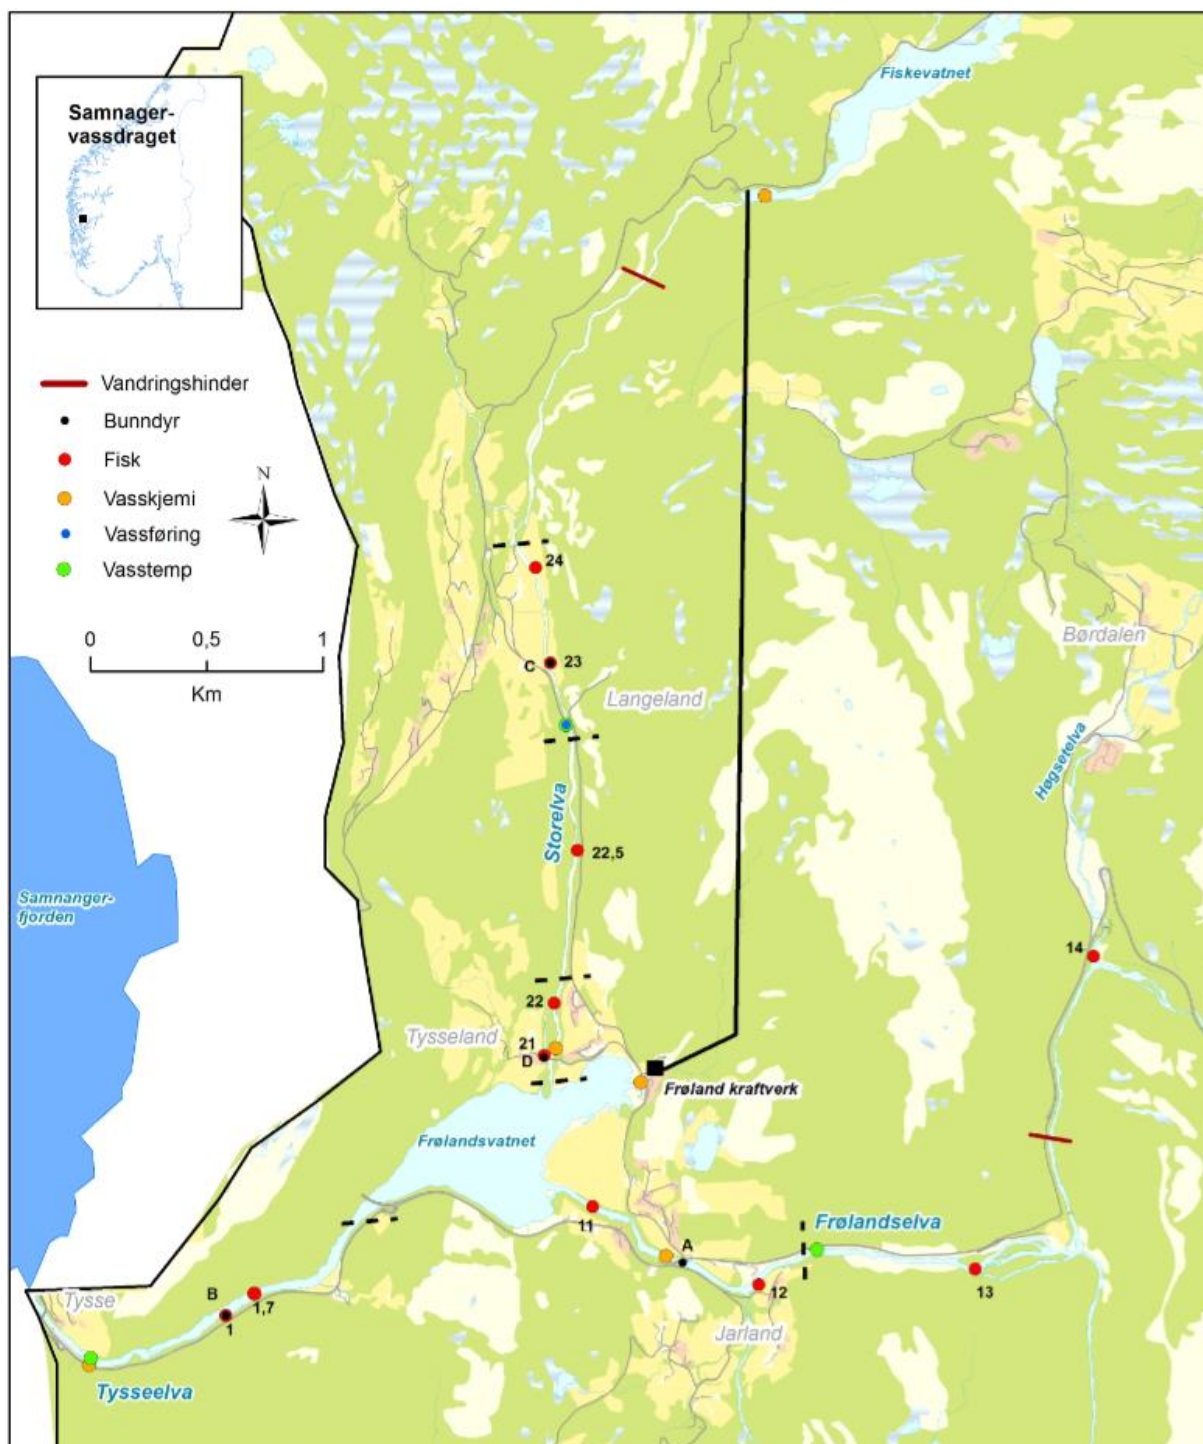 Samnager-
vassdraget
Fiskevatnet
Vandringshinder
Bunndyr
Fisk
Vasskjemi
Vassføring
Vasstemp
N
0 0,5 1
Km
24
C 23
Langeland
Børdalen
Høgsetelva
Storelva
22,5
Samnanger-
fjorden
14
22
Tysseland
21
D
Frøland kraftverk
Frølandsvatnet
11
A
Frølandselva
12
13
Jarland
B
1,7
1
Tysse
Tysseelva